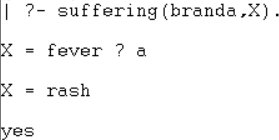 | ?- suffering(branda,X).
X = fever ? a
X = rash
yes